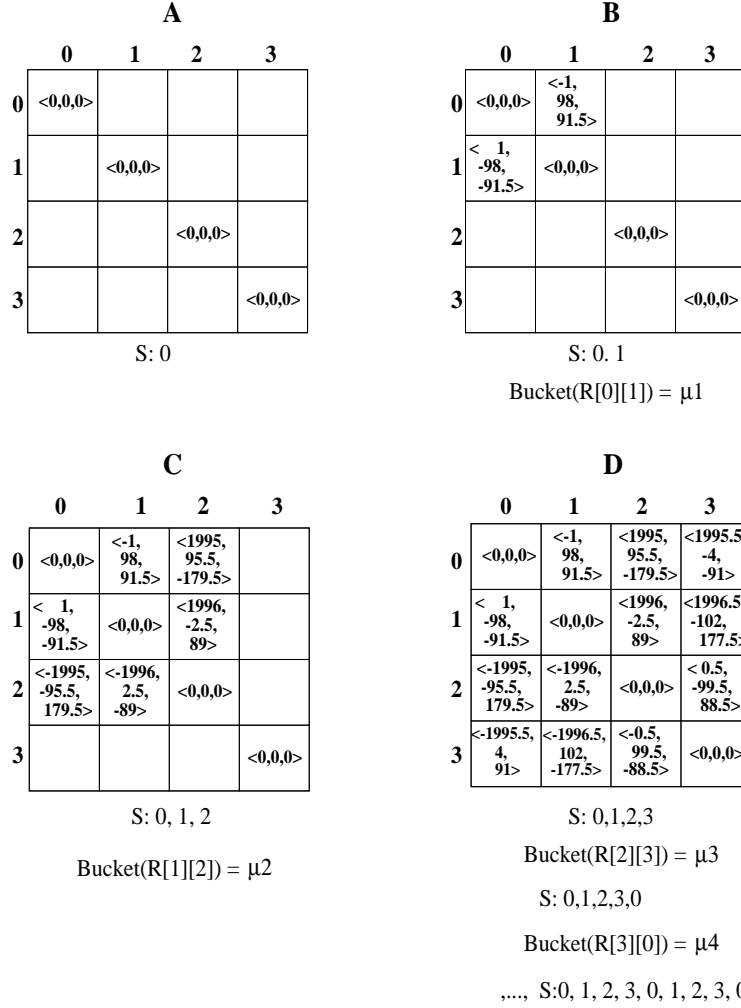 A
0 1 2 3
0 <0,0,0>
1 <0,0,0>
2 <0,0,0>
3 <0,0,0>
S: 0
B
0 1 2 3
0 <0,0,0> <-1,
98,
91.5>
1 < 1,
-98,
-91.5> <0,0,0>
2 <0,0,0>
3 <0,0,0>
S: 0. 1
Bucket(R[0][1]) = μ1
C
0 1 2 3
0 <0,0,0> <-1,
98,
91.5> <1995,
95.5,
-179.5>
1 < 1,
-98,
-91.5> <0,0,0> <1996,
-2.5,
89>
2 <-1995,
-95.5,
179.5> <-1996,
2.5,
-89> <0,0,0>
3 <0,0,0>
S: 0, 1, 2
Bucket(R[1][2]) = μ2
D
0 1 2 3
0 <0,0,0> <-1,
98,
91.5> <1995,
95.5,
-179.5> <1995.5
-4,
-91>
1 < 1,
-98,
-91.5> <0,0,0> <1996,
-2.5,
89> <1996.5
-102,
177.5>
2 <-1995,
-95.5,
179.5> <-1996,
2.5,
-89> <0,0,0> < 0.5,
-99.5,
88.5>
3 <-1995.5,
4,
91> <-1996.5,
102,
-177.5> <-0.5,
99.5,
-88.5> <0,0,0>
S: 0,1,2,3
Bucket(R[2][3]) = μ3
S: 0,1,2,3,0
Bucket(R[3][0]) = μ4
,..., S:0, 1, 2, 3, 0, 1, 2, 3, 0